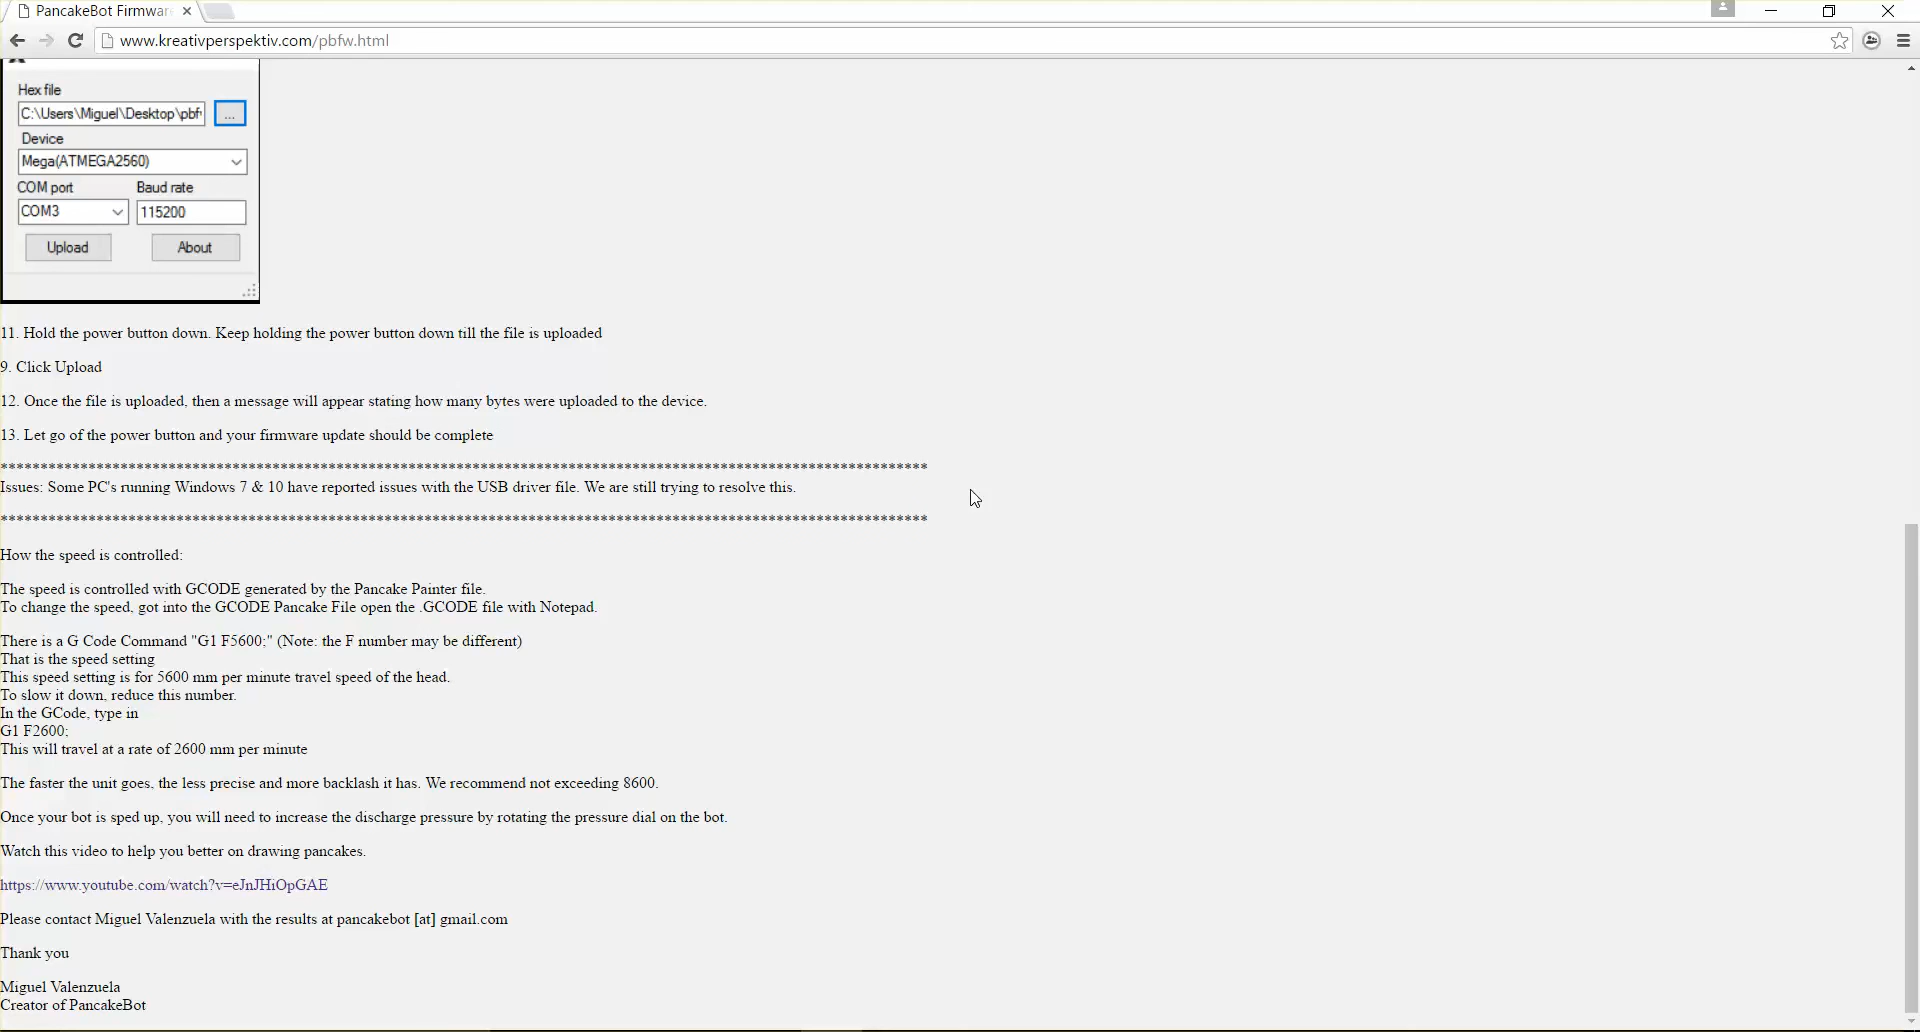 PancakeBot Firmwar
www.kreativperspektiv.com/pbfw.html
Hex file
C:\Users\Miguel\Desktop\pbf
...
Device
Mega(ATMEGA2560)
COM port Baud rate
COM3 115200
Upload About
11. Hold the power button down. Keep holding the power button down till the file is uploaded
9. Click Upload
12. Once the file is uploaded, then a message will appear stating how many bytes were uploaded to the device.
13. Let go of the power button and your firmware update should be complete
********************************************************************************************************************
Issues: Some PC's running Windows 7 & 10 have reported issues with the USB driver file. We are still trying to resolve this.
********************************************************************************************************************
How the speed is controlled:
The speed is controlled with GCODE generated by the Pancake Painter file.
To change the speed, got into the GCODE Pancake File open the .GCODE file with Notepad.
There is a G Code Command "G1 F5600;" (Note: the F number may be different)
That is the speed setting
This speed setting is for 5600 mm per minute travel speed of the head.
To slow it down, reduce this number.
In the GCode, type in
G1 F2600;
This will travel at a rate of 2600 mm per minute
The faster the unit goes, the less precise and more backlash it has. We recommend not exceeding 8600.
Once your bot is sped up, you will need to increase the discharge pressure by rotating the pressure dial on the bot.
Watch this video to help you better on drawing pancakes.
https://www.youtube.com/watch?v=eJnJHiOpGAE
Please contact Miguel Valenzuela with the results at pancakebot [at] gmail.com
Thank you
Miguel Valenzuela
Creator of PancakeBot